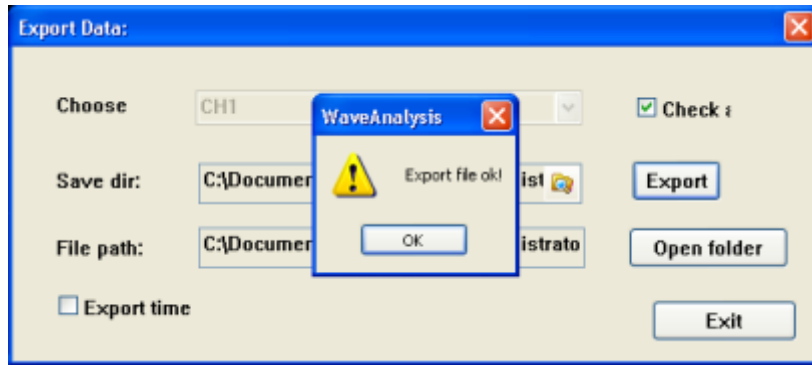 Export Data:
Choose CH1 Check a
WaveAnalysis
Save dir: C:\Documen ist Export
Export file ok!
OK
File path: C:\Documen istrato Open folder
Export time
Exit